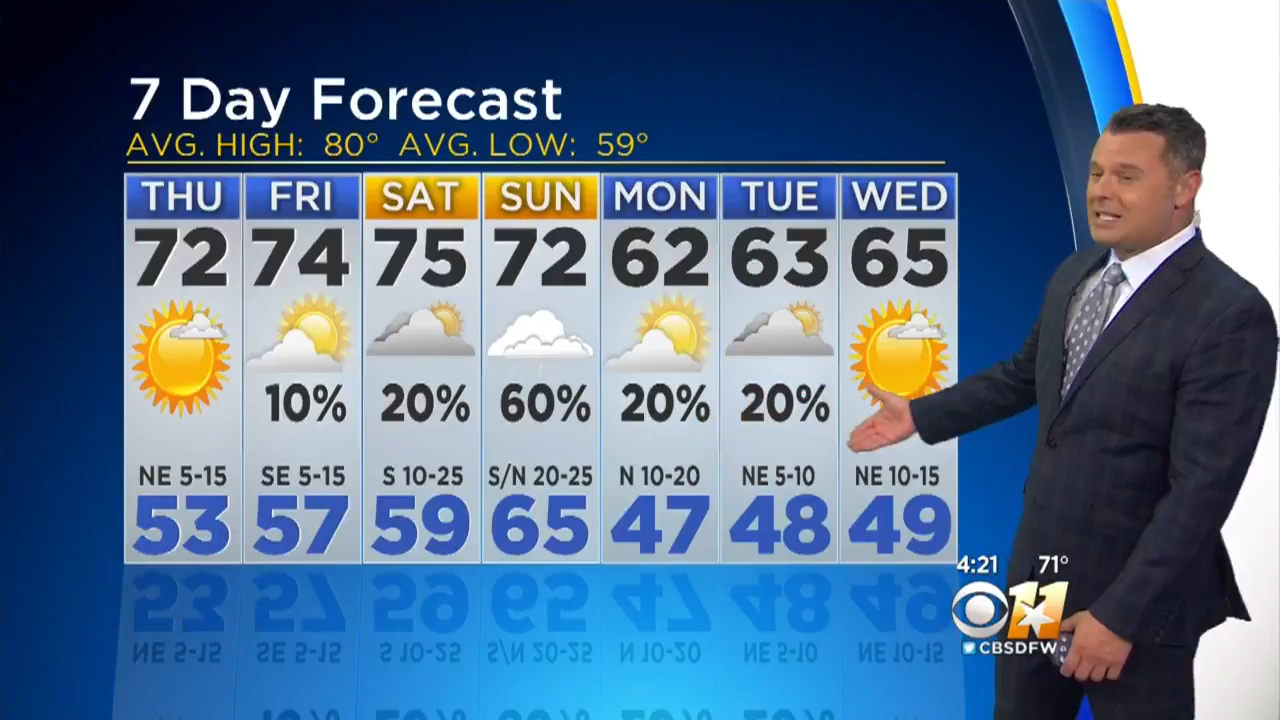 7 Day Forecast
AVG. HIGH: 80° AVG. LOW: 59°
THU FRI SAT SUN MON TUE WED
72 74 75 72 62 63 65
10% 20% 60% 20% 20%
NE 5-15 SE 5-15 S 10-25 S/N 20-25 N 10-20 NE 5-10 NE 10-15
53 57 59 65 47 48 49
4:21 71°
11
CBSDFW